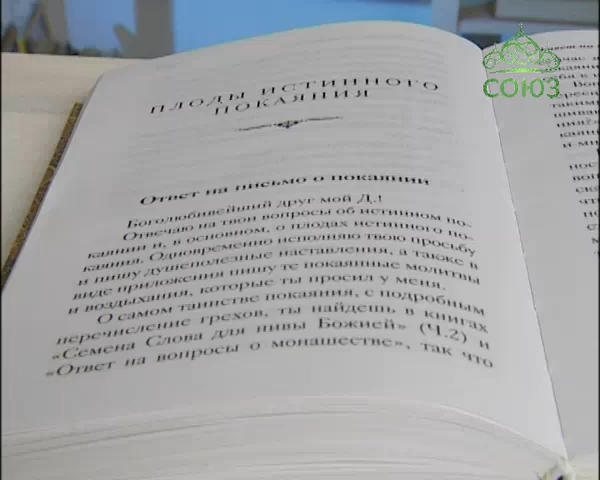 ПЛОДЫ ИСТИННОГО
ПОКАЯНИЯ
Ответ на письмо о покаянии
Боголюбивейший друг мой Д.!
Отвечаю на твои вопросы об истинном по-
каянии и, в основном, о плодах истинного по-
каяния. Одновременно исполняю твою просьбу
и пишу душеполезные наставления, а также в
виде приложения пишу те покаянные молитвы
и воздыхания, которые ты просил у меня.
О самом таинстве покаяния, с подробным
перечислением грехов, ты найдешь в книгах
«Семена Слова для нивы Божией» (Ч.2) и
«Ответ на вопросы о монашестве», так что
СОЮЗ